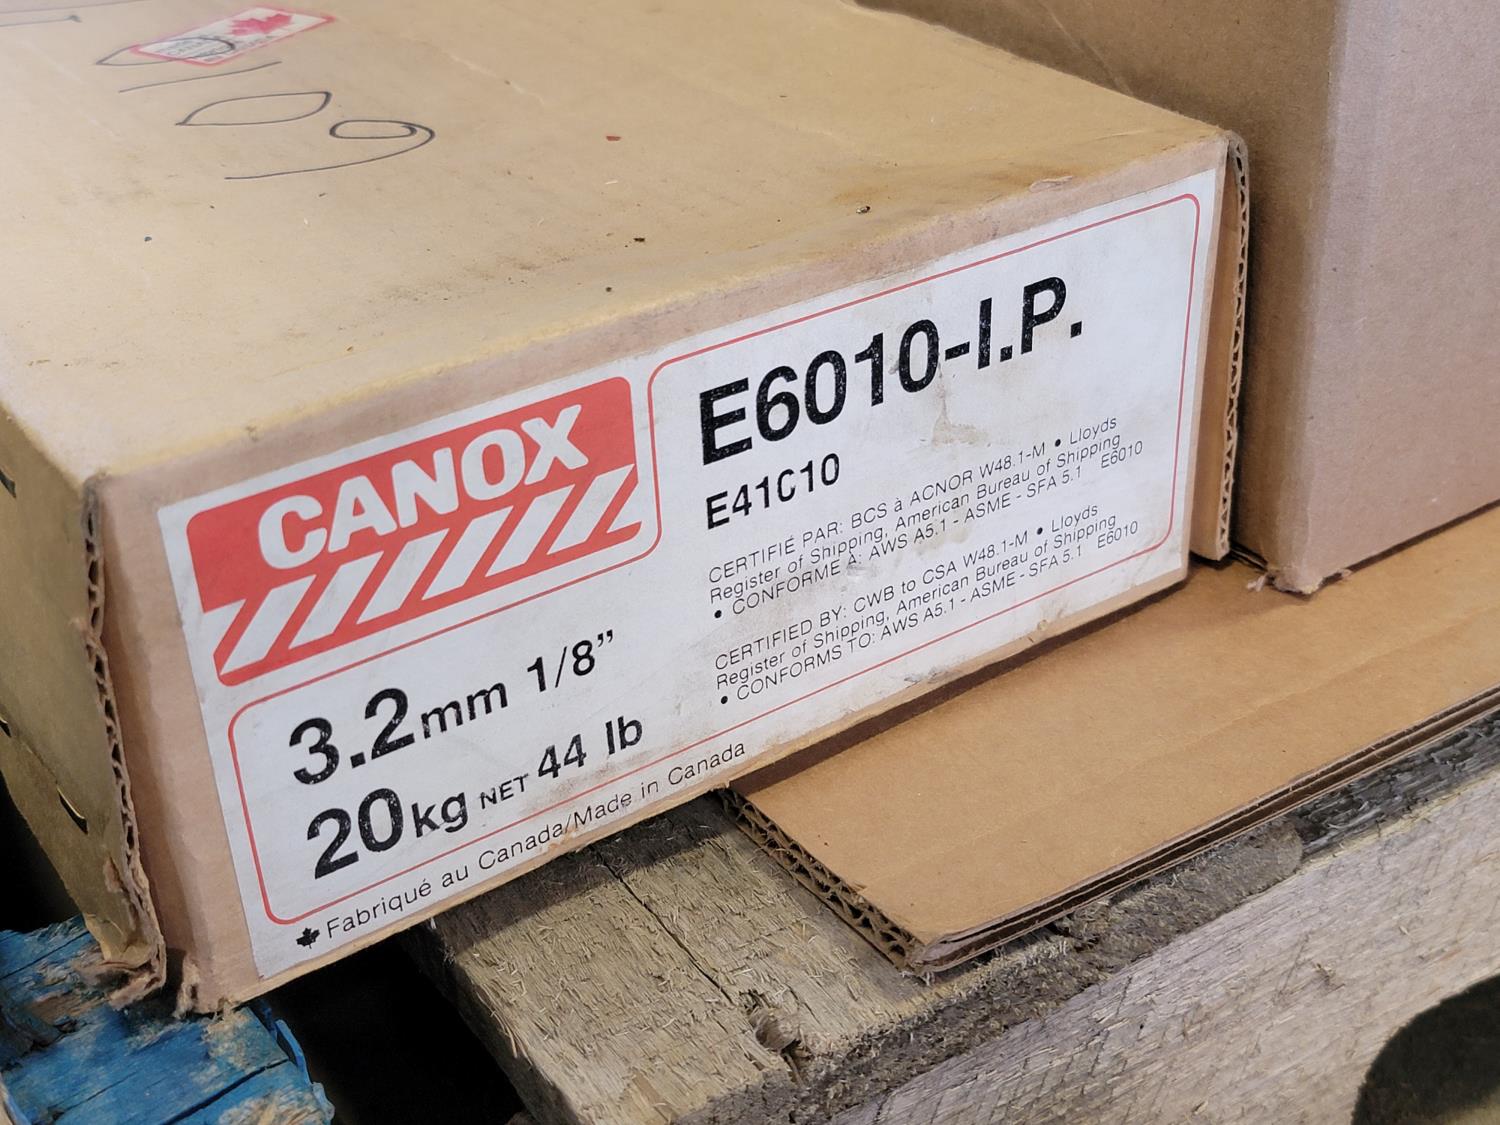 6010
CANOX
3.2mm 1/8”
20kg NET 44 lb
Fabriqué au Canada/Made in Canada
E6010-I.P.
E41010
CERTIFIÉ PAR: BCS à ACNOR W48.1-M • Lloyds
Register of Shipping, American Bureau of Shipping
• CONFORME À: AWS A5.1 - ASME - SFA 5.1 E6010
CERTIFIED BY: CWB to CSA W48.1-M • Lloyds
Register of Shipping, American Bureau of Shipping
• CONFORMS TO: AWS A5.1 - ASME - SFA 5.1 E6010